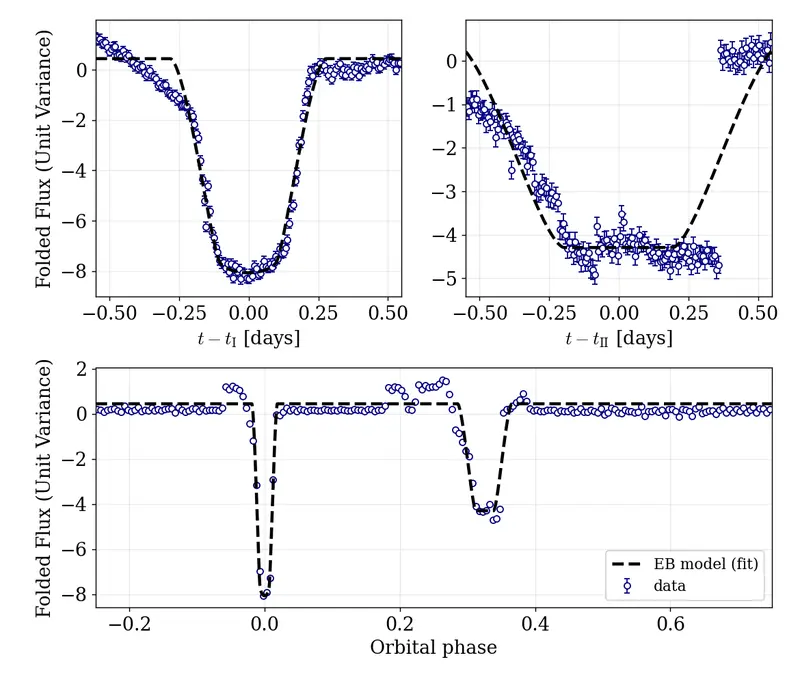 Folded Flux (Unit Variance)
0
−2
−4
−6
−8
−0.50 −0.25 0.00 0.25 0.50
t − tI [days]
0
−1
−2
−3
−4
−5
−0.50 −0.25 0.00 0.25 0.50
t − tII [days]
Folded Flux (Unit Variance)
2
0
−2
−4
−6
−8
EB model (fit)
data
−0.2 0.0 0.2 0.4 0.6
Orbital phase